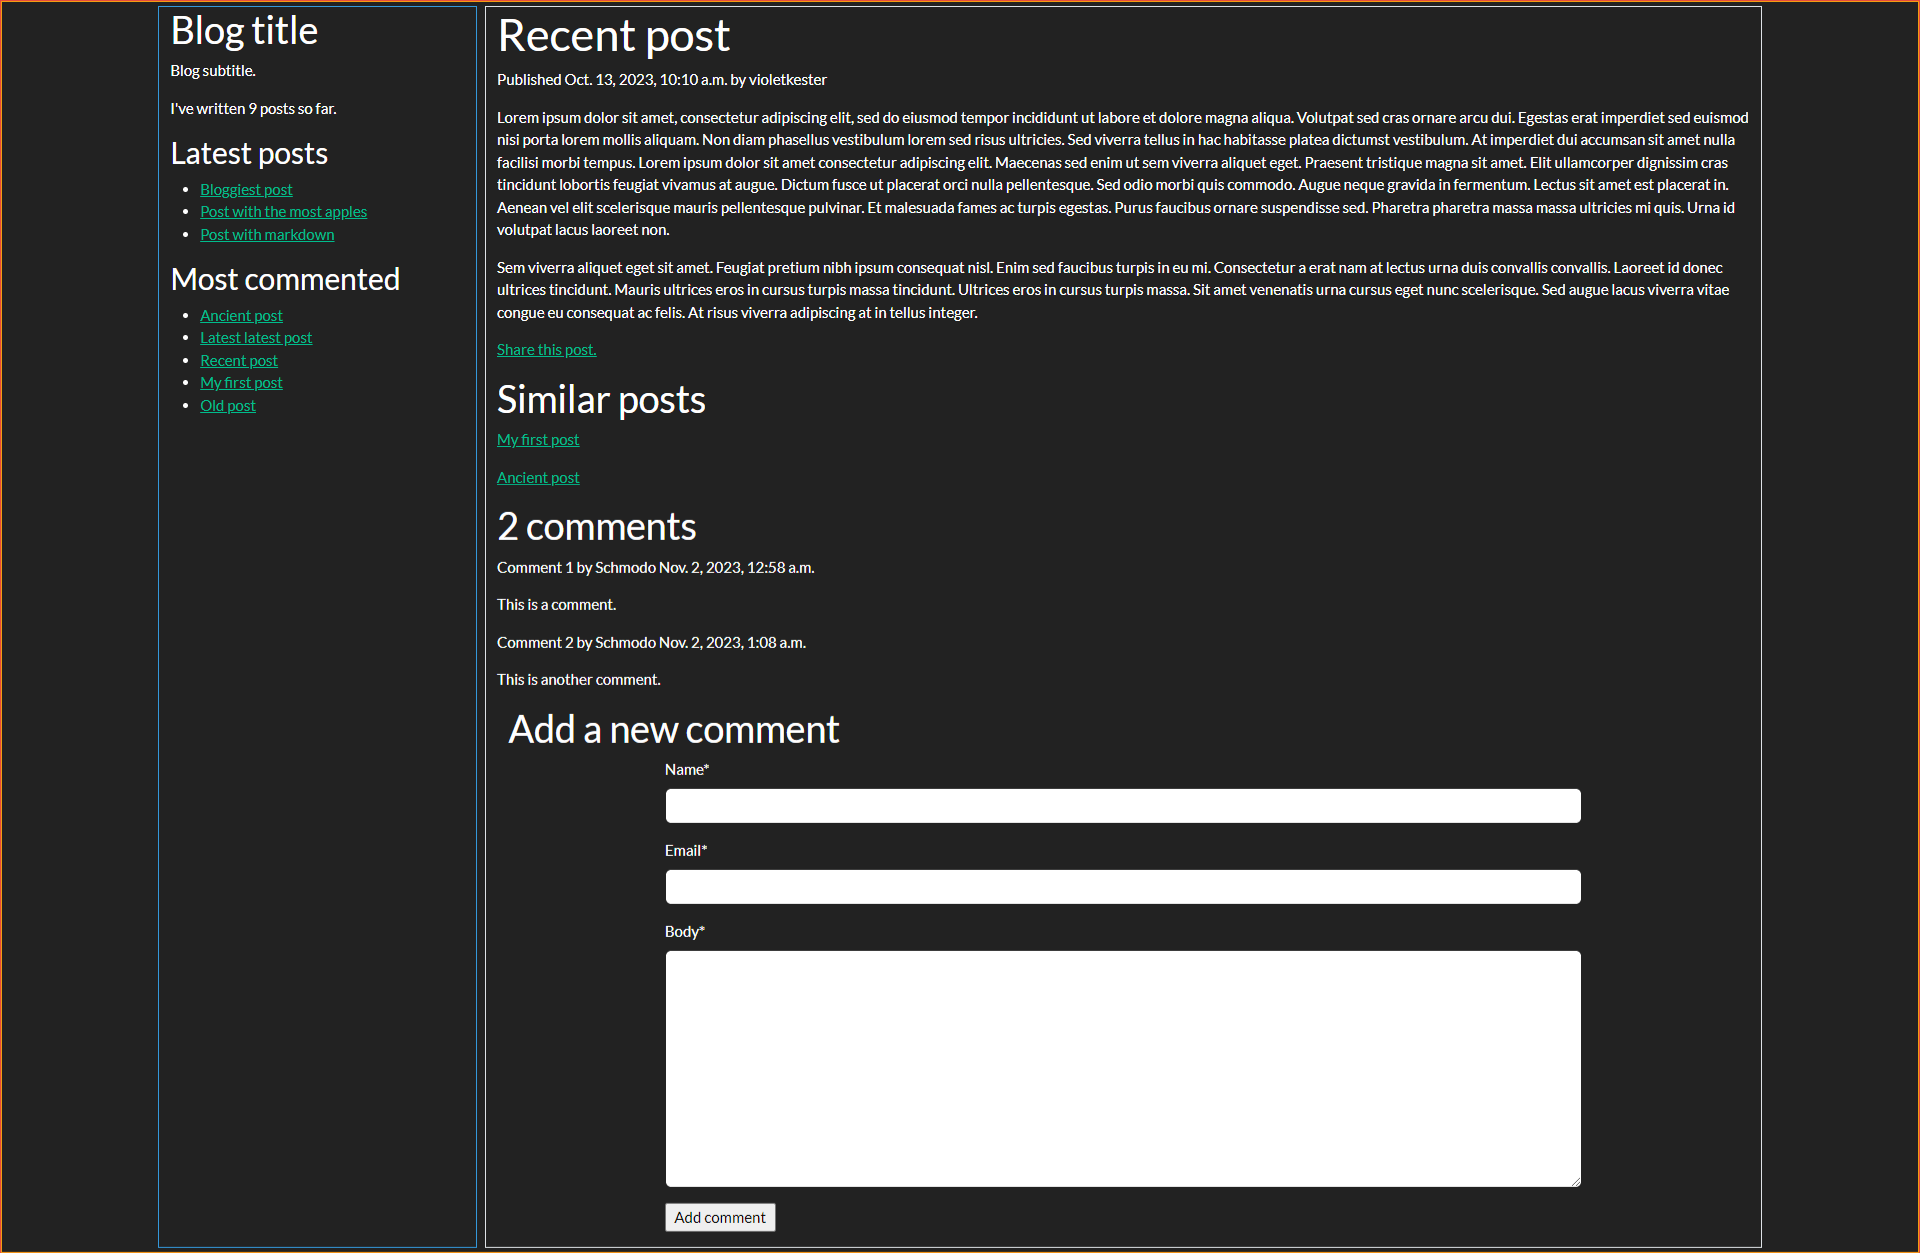 Blog title
Blog subtitle.
I've written 9 posts so far.
Latest posts
Bloggiest post
Post with the most apples
Post with markdown
Most commented
Ancient post
Latest latest post
Recent post
My first post
Old post
Recent post
Published Oct. 13, 2023, 10:10 a.m. by violetkester
Lorem ipsum dolor sit amet, consectetur adipiscing elit, sed do eiusmod tempor incididunt ut labore et dolore magna aliqua. Volutpat sed cras ornare arcu dui. Egestas erat imperdiet sed euismod
nisi porta lorem mollis aliquam. Non diam phasellus vestibulum lorem sed risus ultricies. Sed viverra tellus in hac habitasse platea dictumst vestibulum. At imperdiet dui accumsan sit amet nulla
facilisi morbi tempus. Lorem ipsum dolor sit amet consectetur adipiscing elit. Maecenas sed enim ut sem viverra aliquet eget. Praesent tristique magna sit amet. Elit ullamcorper dignissim cras
tincidunt lobortis feugiat vivamus at augue. Dictum fusce ut placerat orci nulla pellentesque. Sed odio morbi quis commodo. Augue neque gravida in fermentum. Lectus sit amet est placerat in.
Aenean vel elit scelerisque mauris pellentesque pulvinar. Et malesuada fames ac turpis egestas. Purus faucibus ornare suspendisse sed. Pharetra pharetra massa massa ultricies mi quis. Urna id
volutpat lacus laoreet non.
Sem viverra aliquet eget sit amet. Feugiat pretium nibh ipsum consequat nisl. Enim sed faucibus turpis in eu mi. Consectetur a erat nam at lectus urna duis convallis convallis. Laoreet id donec
ultrices tincidunt. Mauris ultrices eros in cursus turpis massa tincidunt. Ultrices eros in cursus turpis massa. Sit amet venenatis urna cursus eget nunc scelerisque. Sed augue lacus viverra vitae
congue eu consequat ac felis. At risus viverra adipiscing at in tellus integer.
Share this post.
Similar posts
My first post
Ancient post
2 comments
Comment 1 by Schmodo Nov. 2, 2023, 12:58 a.m.
This is a comment.
Comment 2 by Schmodo Nov. 2, 2023, 1:08 a.m.
This is another comment.
Add a new comment
Name*
Email*
Body*
Add comment